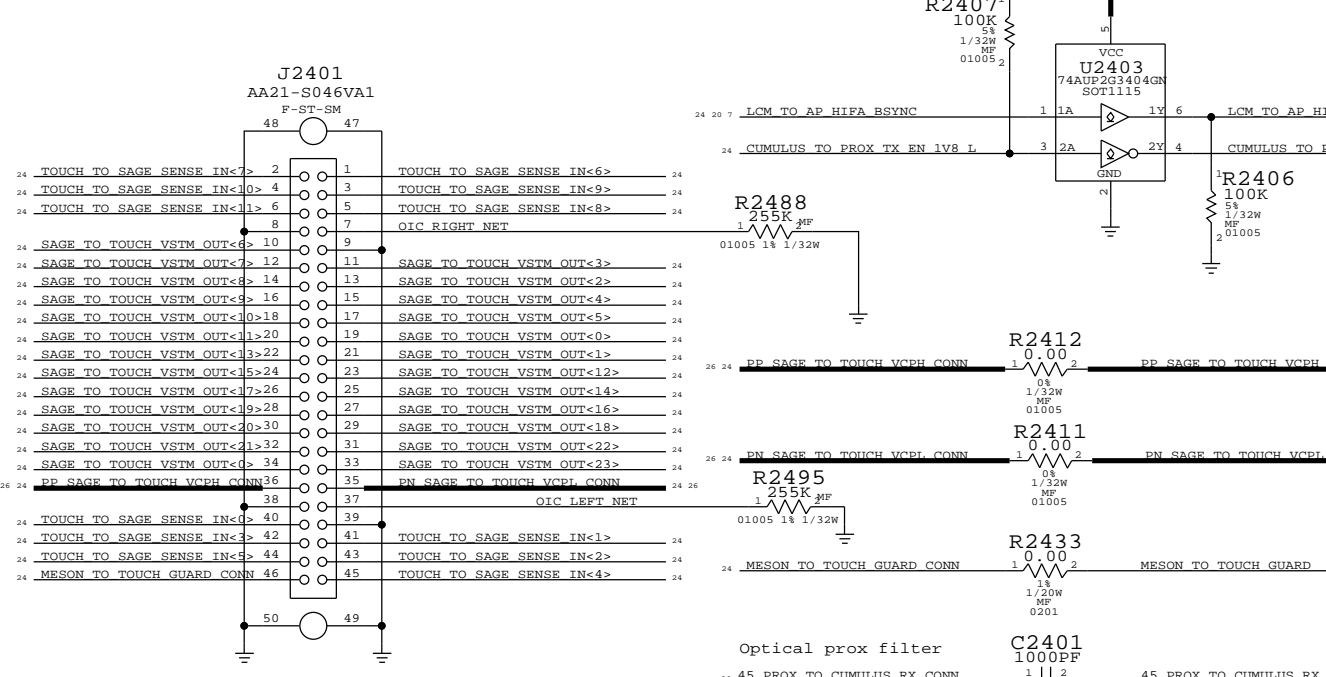 R2407
1
100K
5%
1/32W
MF
01005 2
5
VCC
U2403
74AUP2G3404GN
SOT1115
24 20 7 LCM TO AP HIFA BSYNC 1 1A 1Y 6 LCM TO AP HI
24 CUMULUS TO PROX TX EN 1V8 L 3 2A 2Y 4 CUMULUS TO P
GND
2
1 R2406
100K
5%
1/32W
MF
2 01005
J2401
AA21-S046VA1
F-ST-SM
48 47
24 TOUCH TO SAGE SENSE IN<7> 2 1 TOUCH TO SAGE SENSE IN<6> 24
24 TOUCH TO SAGE SENSE IN<10> 4 3 TOUCH TO SAGE SENSE IN<9> 24
24 TOUCH TO SAGE SENSE IN<11> 6 5 TOUCH TO SAGE SENSE IN<8> 24
8 7 OIC RIGHT NET
24 SAGE TO TOUCH VSTM OUT<6> 10 9
24 SAGE TO TOUCH VSTM OUT<7> 12 11 SAGE TO TOUCH VSTM OUT<3> 24
24 SAGE TO TOUCH VSTM OUT<8> 14 13 SAGE TO TOUCH VSTM OUT<2> 24
24 SAGE TO TOUCH VSTM OUT<9> 16 15 SAGE TO TOUCH VSTM OUT<4> 24
24 SAGE TO TOUCH VSTM OUT<10> 18 17 SAGE TO TOUCH VSTM OUT<5> 24
24 SAGE TO TOUCH VSTM OUT<11> 20 19 SAGE TO TOUCH VSTM OUT<0> 24
24 SAGE TO TOUCH VSTM OUT<13> 22 21 SAGE TO TOUCH VSTM OUT<1> 24
24 SAGE TO TOUCH VSTM OUT<15> 24 23 SAGE TO TOUCH VSTM OUT<12> 24
24 SAGE TO TOUCH VSTM OUT<17> 26 25 SAGE TO TOUCH VSTM OUT<14> 24
24 SAGE TO TOUCH VSTM OUT<19> 28 27 SAGE TO TOUCH VSTM OUT<16> 24
24 SAGE TO TOUCH VSTM OUT<20> 30 29 SAGE TO TOUCH VSTM OUT<18> 24
24 SAGE TO TOUCH VSTM OUT<21> 32 31 SAGE TO TOUCH VSTM OUT<22> 24
24 SAGE TO TOUCH VSTM OUT<0> 34 33 SAGE TO TOUCH VSTM OUT<23> 24
26 24 PP SAGE TO TOUCH VCPH CONN 36 35 PN SAGE TO TOUCH VCPL CONN 24 26
38 37 OIC LEFT NET
24 TOUCH TO SAGE SENSE IN<0> 40 39
24 TOUCH TO SAGE SENSE IN<3> 42 41 TOUCH TO SAGE SENSE IN<1> 24
24 TOUCH TO SAGE SENSE IN<5> 44 43 TOUCH TO SAGE SENSE IN<2> 24
24 MESON TO TOUCH GUARD CONN 46 45 TOUCH TO SAGE SENSE IN<4> 24
50 49
R2488
255K
1 2 MF
01005 1% 1/32W
R2412
0.00
26 24 PP SAGE TO TOUCH VCPH CONN 1 2 PP SAGE TO TOUCH VCPH
0%
1/32W
MF
01005
R2411
0.00
26 24 PN SAGE TO TOUCH VCPL CONN 1 2 PN SAGE TO TOUCH VCPL
0%
1/32W
MF
01005
R2495
255K
1 2 MF
01005 1% 1/32W
R2433
0.00
24 MESON TO TOUCH GUARD CONN 1 2 MESON TO TOUCH GUARD
1%
1/20W
MF
0201
Optical prox filter
C2401
1000PF
1 2
45 PROX TO CUMULUS RX CONN 45 PROX TO CUMULUS RX